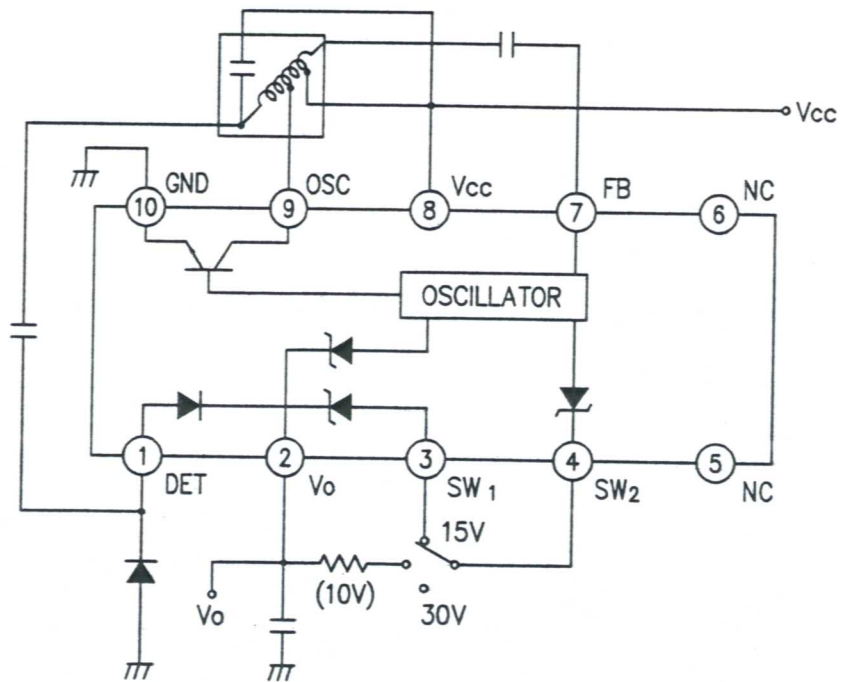 Vcc
GND
OSC
Vcc
FB
NC
10
9
8
7
6
OSCILLATOR
1
2
3
4
5
DET
Vo
SW1
SW2
NC
15V
(10V)
Vo
30V